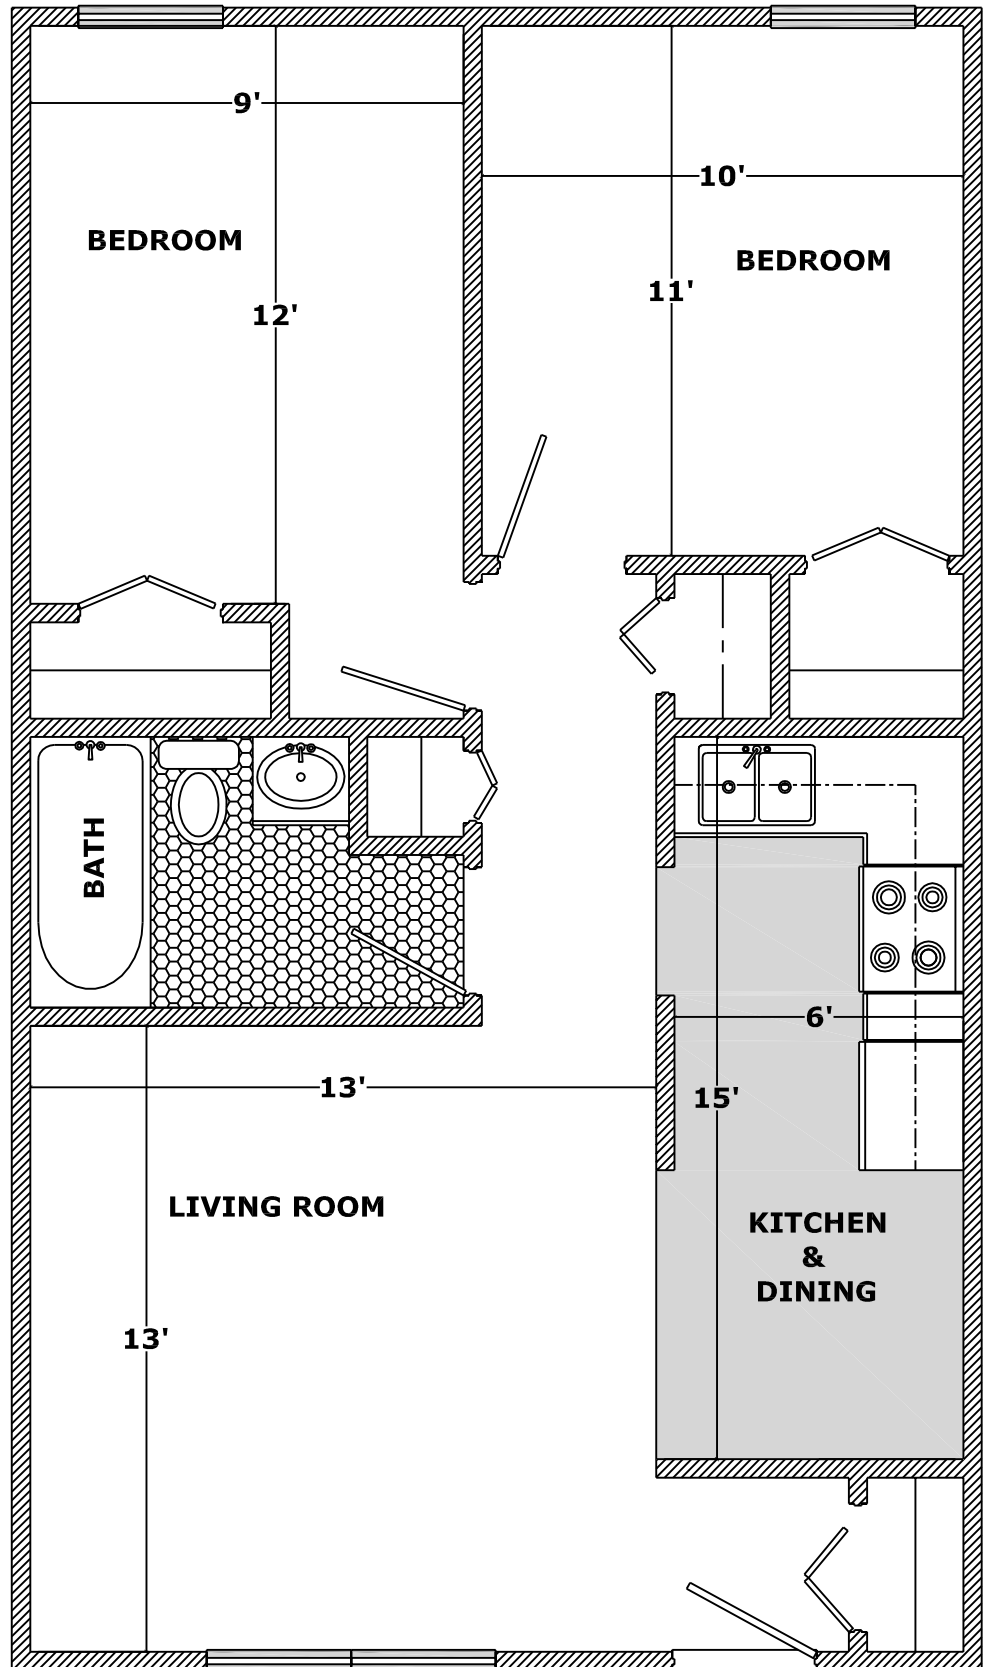 9'
10'
BEDROOM
BEDROOM
11'
12'
BATH
6'
13'
15'
LIVING ROOM
KITCHEN
&
DINING
13'